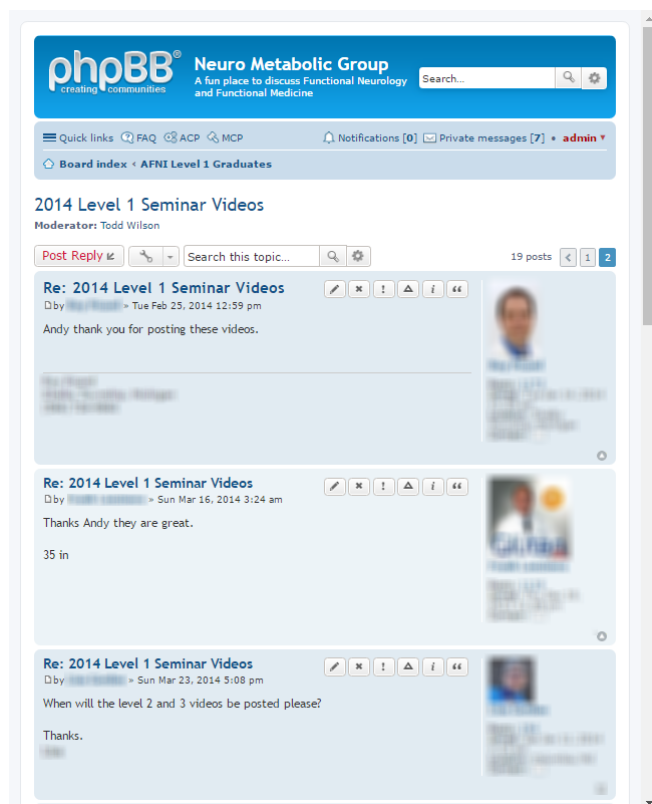 phpBB®
creating communities
Neuro Metabolic Group
A fun place to discuss Functional Neurology
and Functional Medicine
Search...
Quick links FAQ ACP MCP
Notifications [0] Private messages [7] • admin
Board index ‹ AFNI Level 1 Graduates
2014 Level 1 Seminar Videos
Moderator: Todd Wilson
Post Reply
Search this topic...
19 posts
1 2
Re: 2014 Level 1 Seminar Videos
by » Tue Feb 25, 2014 12:59 pm
Andy thank you for posting these videos.
Re: 2014 Level 1 Seminar Videos
by » Sun Mar 16, 2014 3:24 am
Thanks Andy they are great.
35 in
Re: 2014 Level 1 Seminar Videos
by » Sun Mar 23, 2014 5:08 pm
When will the level 2 and 3 videos be posted please?
Thanks.